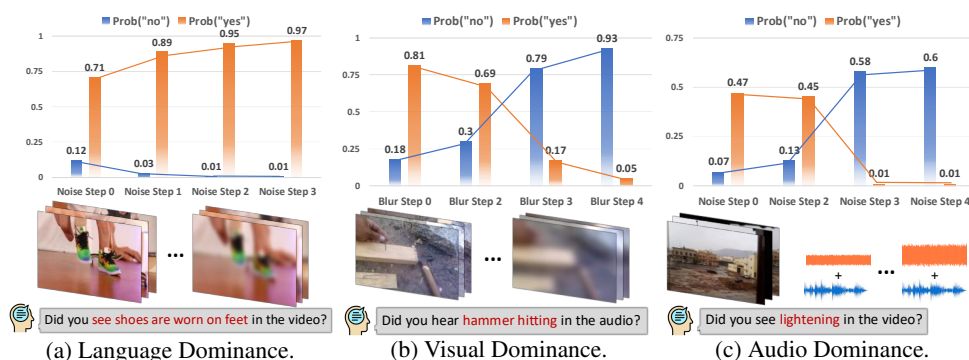 Prob("no") Prob("yes")
1
0.75
0.5
0.25
0
0.12 0.71
0.03 0.89
0.01 0.95
0.01 0.97
Noise Step 0 Noise Step 1 Noise Step 2 Noise Step 3
...
Did you see shoes are worn on feet in the video?
(a) Language Dominance.
Prob("no") Prob("yes")
1
0.75
0.5
0.25
0
0.18 0.81
0.3 0.69
0.79 0.17
0.93 0.05
Blur Step 0 Blur Step 2 Blur Step 3 Blur Step 4
...
Did you hear hammer hitting in the audio?
(b) Visual Dominance.
Prob("no") Prob("yes")
0.75
0.5
0.25
0
0.07 0.47
0.13 0.45
0.58 0.01
0.6 0.01
Noise Step 0 Noise Step 2 Noise Step 3 Noise Step 4
+ ... +
Did you see lightening in the video?
(c) Audio Dominance.